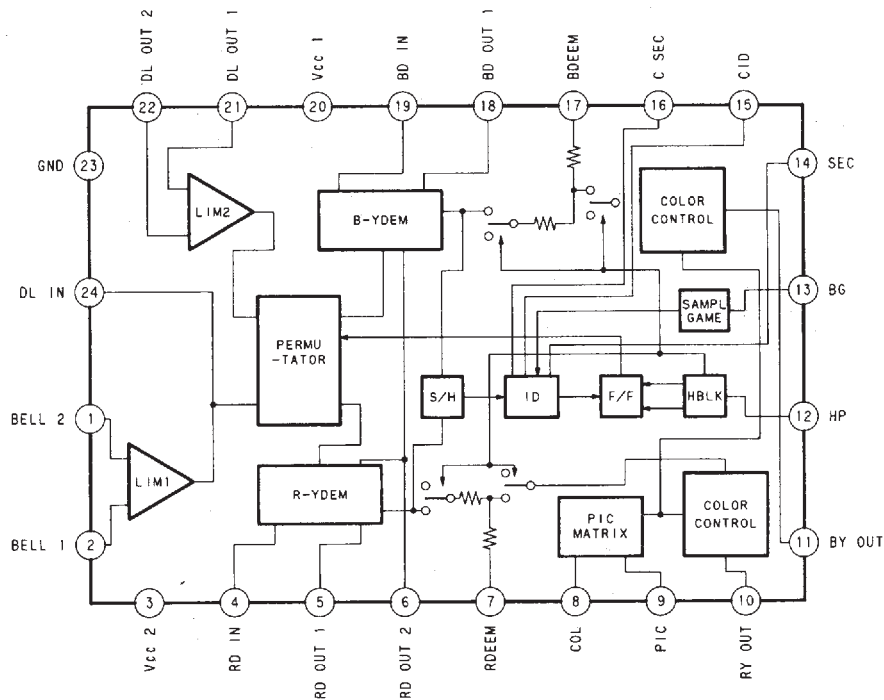 DL OUT 2
DL OUT 1
Vcc 1
BD IN
BD OUT 1
BDEEM
C SEC
CID
22
21
20
19
18
17
16
15
GND
23
14
SEC
LIM2
B-YDEM
COLOR
CONTROL
DL IN
24
13
BG
SAMPL
GAME
PERMU
-TATOR
S/H
ID
F/F
HBLK
BELL 2
1
12
HP
LIM1
R-YDEM
PIC
MATRIX
COLOR
CONTROL
BELL 1
2
11
BY OUT
3
4
5
6
7
8
9
10
Vcc 2
RD IN
RD OUT 1
RD OUT 2
RDEEM
COL
PIC
RY OUT